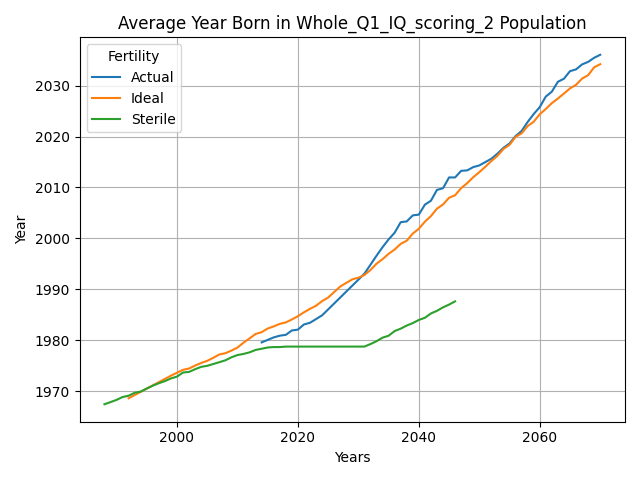 Average Year Born in Whole_Q1_IQ_scoring_2 Population
Fertility
Actual
Ideal
Sterile
2030
2020
2010
2000
1990
1980
1970
Year
2000
2020
2040
2060
Years